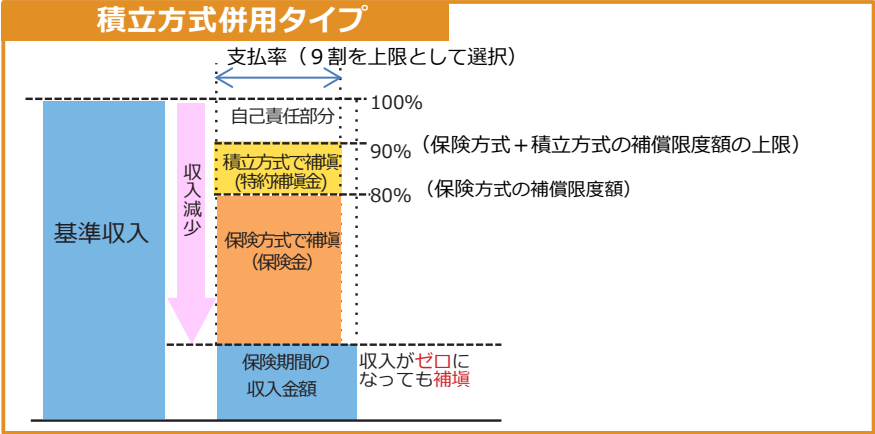 積立方式併用タイプ
支払率（９割を上限として選択）
100%
自己責任部分
90%
（保険方式＋積立方式の補償限度額の上限）
積立方式で補塡
(特約補塡金)
80%
（保険方式の補償限度額）
収入減少
基準収入
保険方式で補塡
（保険金）
保険期間の
収入金額
収入がゼロに
なっても補塡